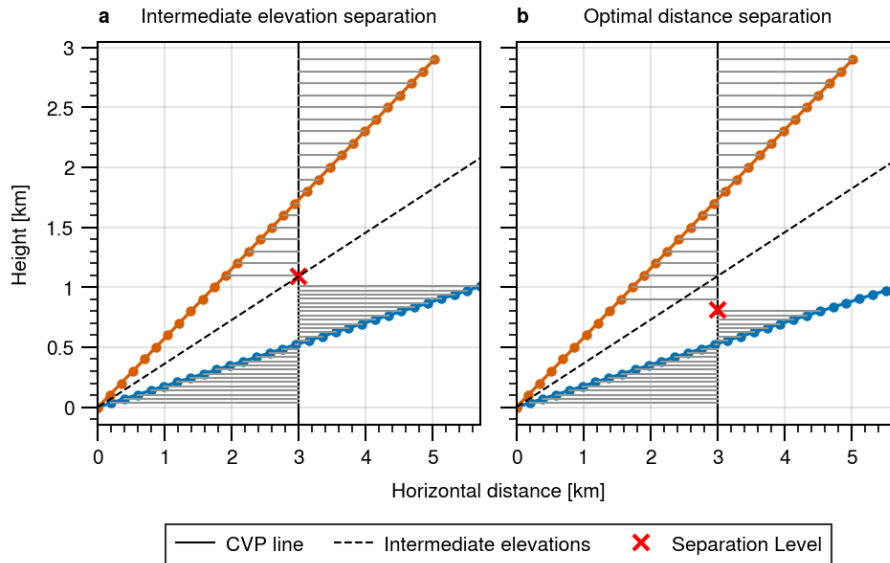 a Intermediate elevation separation
b Optimal distance separation
3
2.5
2
1.5
1
0.5
0
Height [km]
0 1 2 3 4 5
0 1 2 3 4 5
Horizontal distance [km]
CVP line Intermediate elevations Separation Level